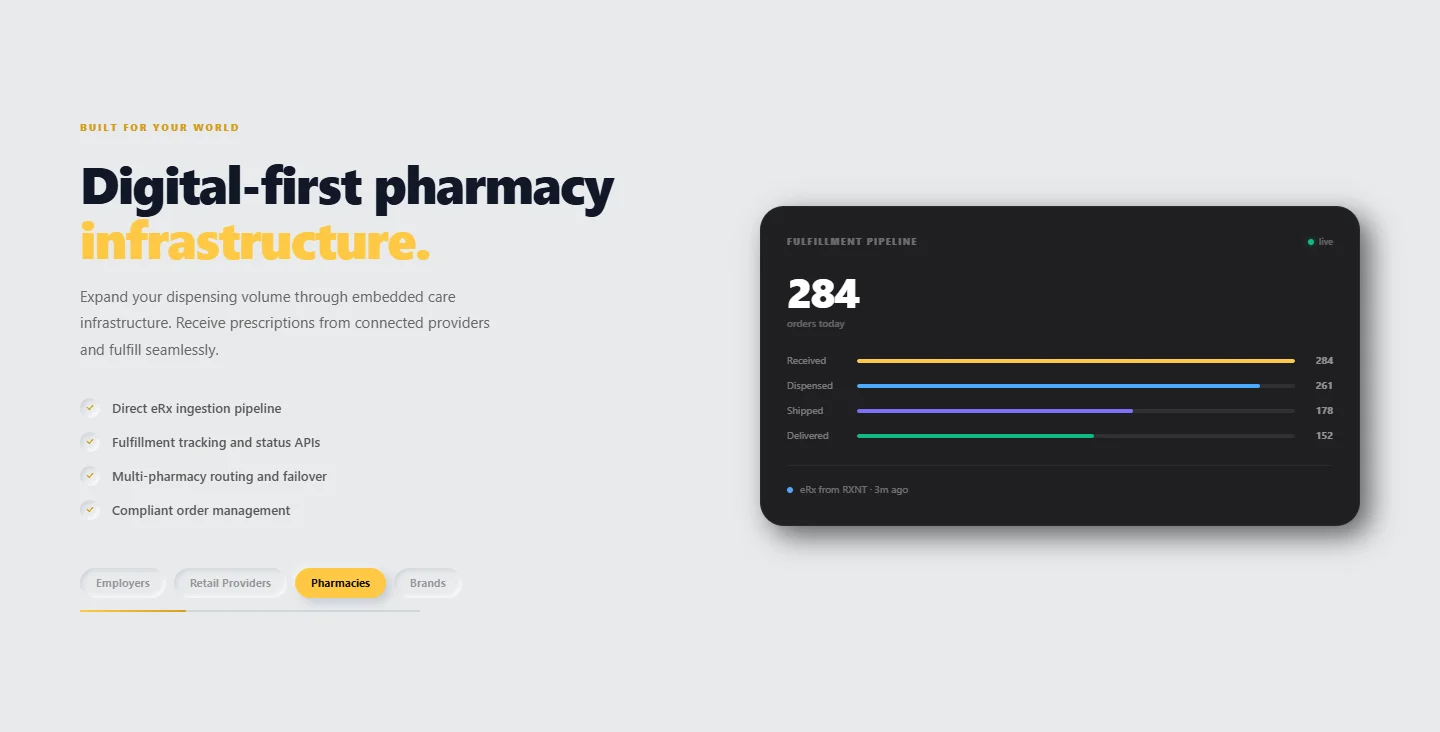 BUILT FOR YOUR WORLD
Digital-first pharmacy
infrastructure.
Expand your dispensing volume through embedded care
infrastructure. Receive prescriptions from connected providers
and fulfill seamlessly.
Direct eRx ingestion pipeline
Fulfillment tracking and status APIs
Multi-pharmacy routing and failover
Compliant order management
Employers Retail Providers Pharmacies Brands
FULFILLMENT PIPELINE live
284
orders today
Received 284
Dispensed 261
Shipped 178
Delivered 152
eRx from RXNT · 3m ago